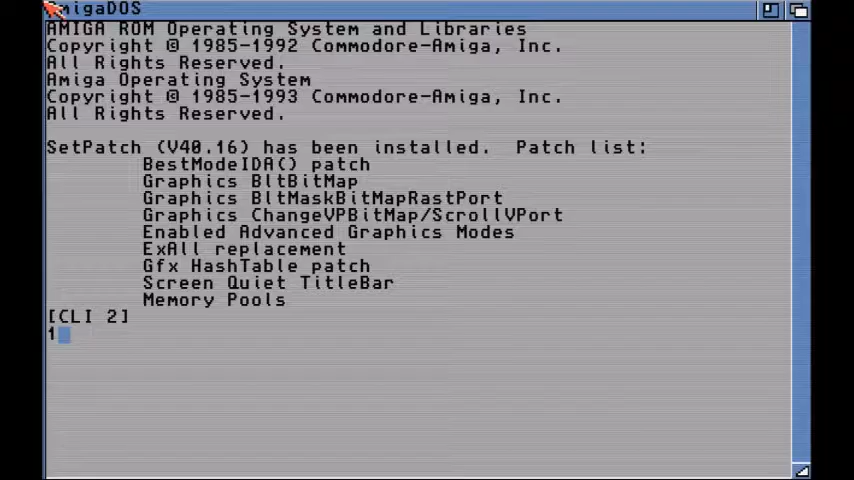 AmigaDOS
AMIGA ROM Operating System and Libraries
Copyright © 1985-1992 Commodore-Amiga, Inc.
All Rights Reserved.
Amiga Operating System
Copyright © 1985-1993 Commodore-Amiga, Inc.
All Rights Reserved.
SetPatch (V40.16) has been installed.  Patch list:
BestModeIDA() patch
Graphics BltBitMap
Graphics BltMaskBitMapRastPort
Graphics ChangeVPBitMap/ScrollVPort
Enabled Advanced Graphics Modes
ExAll replacement
Gfx HashTable patch
Screen Quiet TitleBar
Memory Pools
[CLI 2]
1